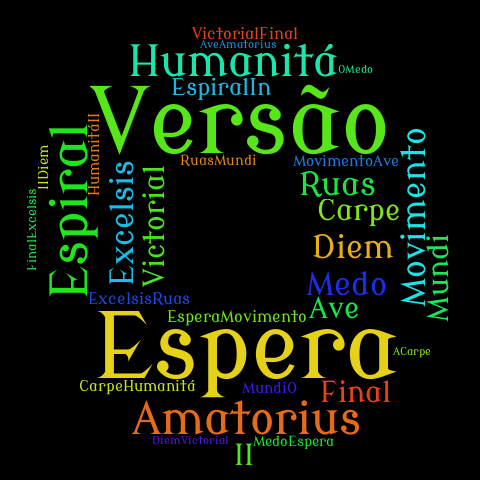 VictorialFinal
AveAmatorius
Humanitá
OMedo
EspiralIn
Versão
RuasMundi
MovimentoAve
IIDiem
HumanitáII
Espiral
Excelsis
Victorial
FinalExcelsis
Ruas
Carpe
Movimento
Diem
Mundi
Medo
ExcelsisRuas
Ave
EsperaMovimento
Espera
ACarpe
CarpeHumanitá
MundiO
Final
Amatorius
DiemVictorial
MedoEspera
II